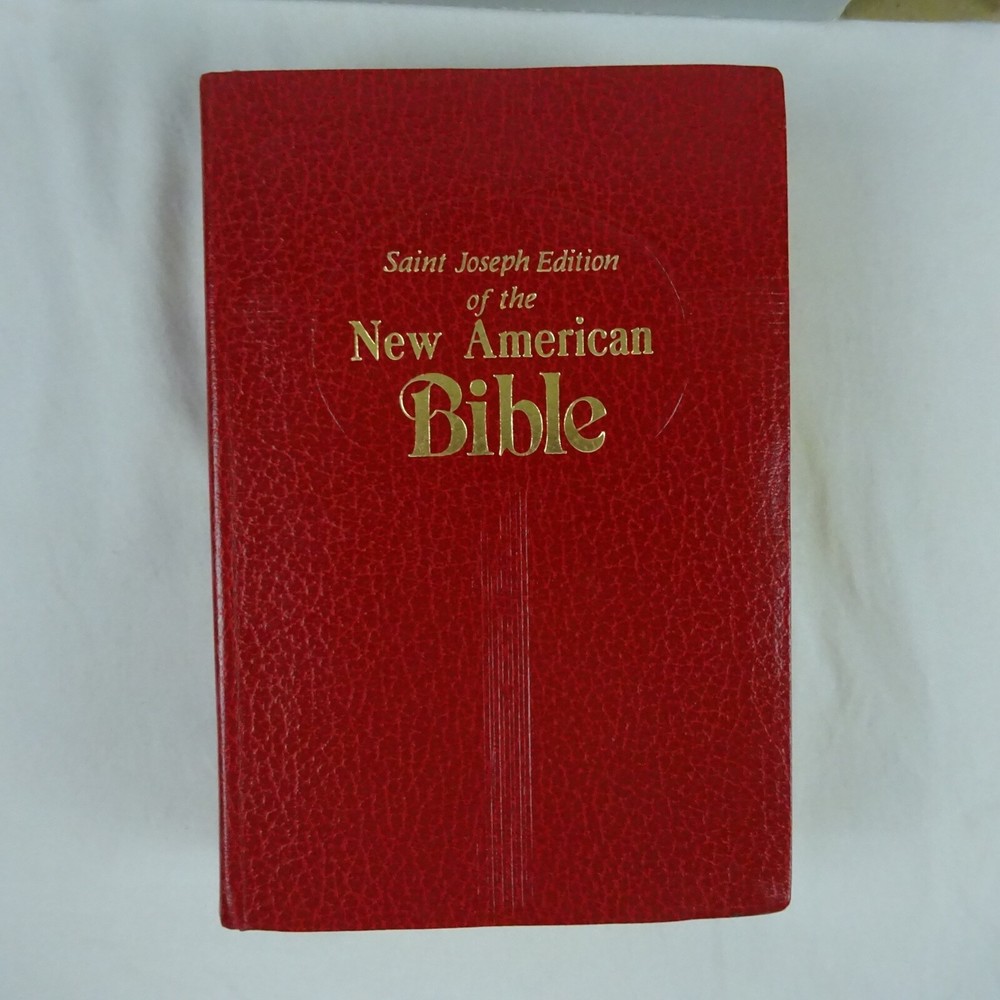 Saint Joseph Edition
of the
New American
Bible